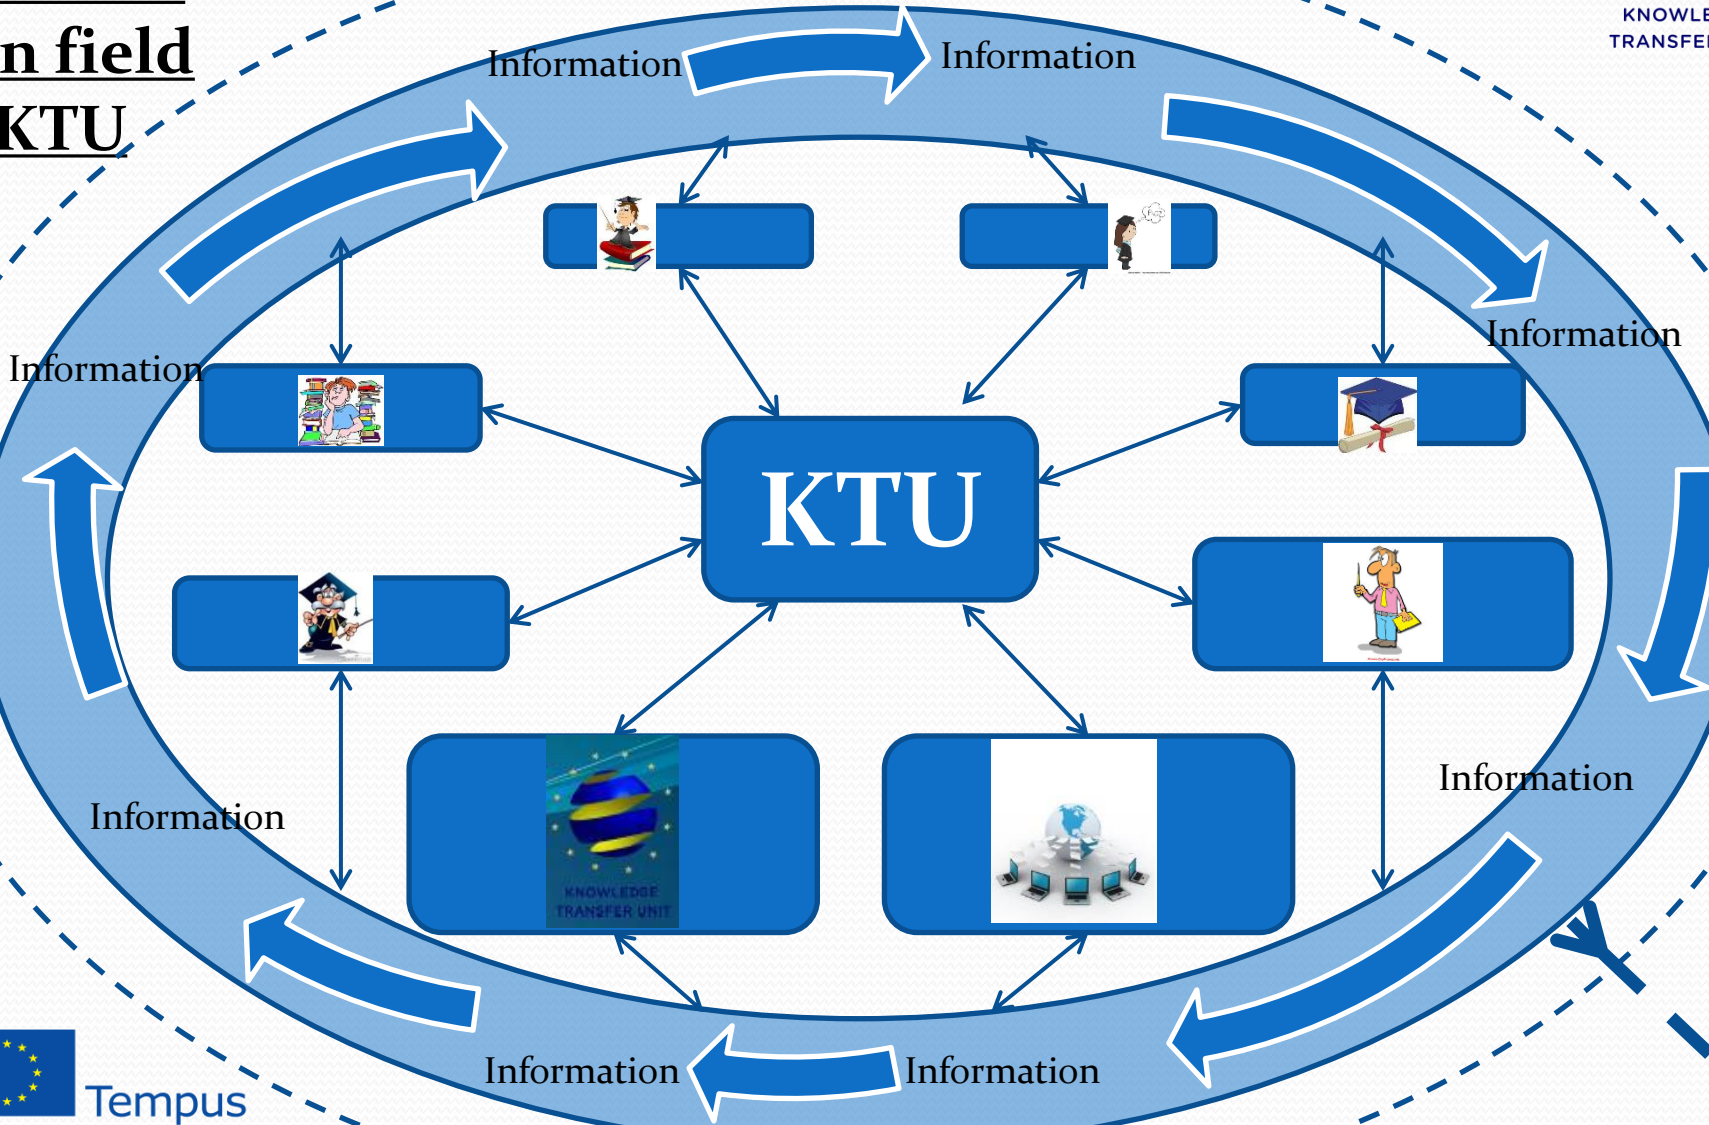 n field
KTU
KNOWLE
TRANSFE
Information
Information
Information
Information
KTU
KNOWLEDGE
TRANSFER UNIT
Information
Information
Information
Information
Tempus